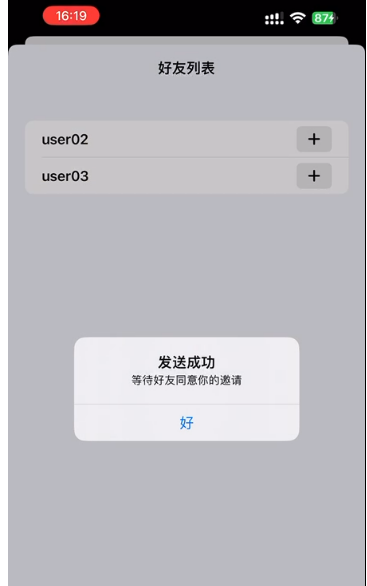 16:19
87
好友列表
user02
+
user03
+
发送成功
等待好友同意你的邀请
好